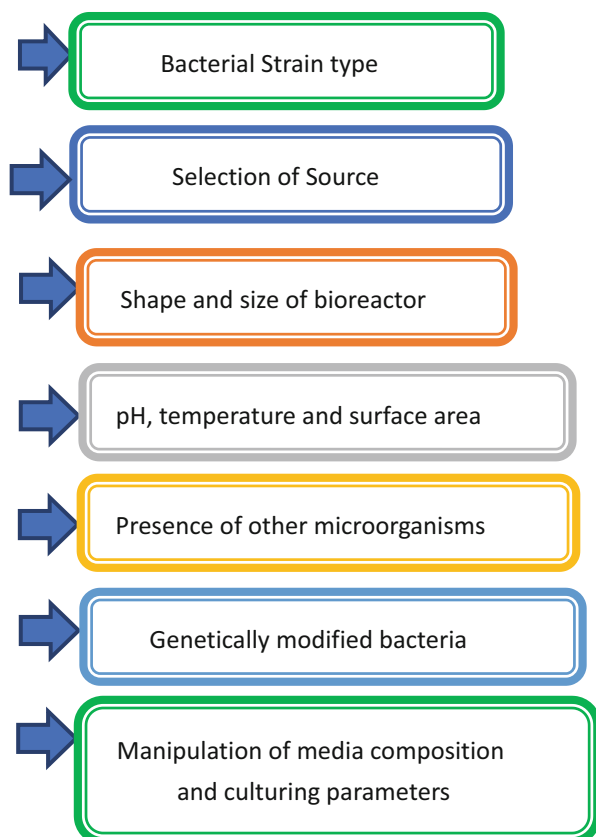 Bacterial Strain type
Selection of Source
Shape and size of bioreactor
pH, temperature and surface area
Presence of other microorganisms
Genetically modified bacteria
Manipulation of media composition
and culturing parameters